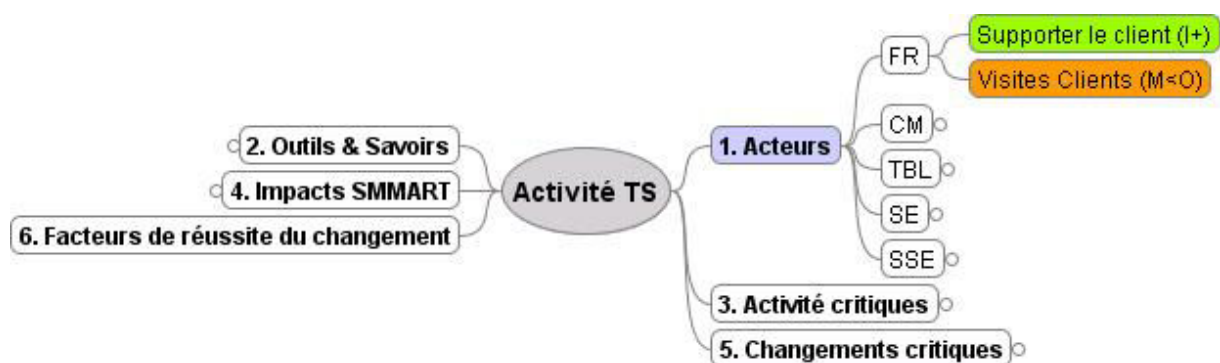 Activité TS
1. Acteurs
FR
Supporter le client (I+)
Visites Clients (M<O)
CM
TBL
SE
SSE
2. Outils & Savoirs
3. Activité critiques
4. Impacts SMMART
5. Changements critiques
6. Facteurs de réussite du changement